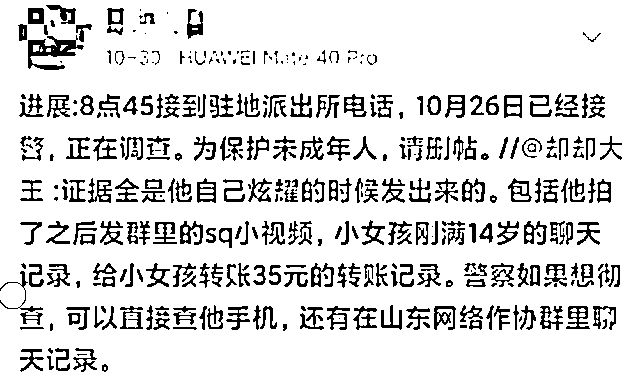 10-30 HUAWEI Mate 40 Pro
进展:8点45接到驻地派出所电话，10月26日已经接
警，正在调查。为保护未成年人，请删帖。//@却却大
王:证据全是他自己炫耀的时候发出来的。包括他拍
了之后发群里的sq小视频，小女孩刚满14岁的聊天
记录，给小女孩转账35元的转账记录。警察如果想彻
查，可以直接查他手机，还有在山东网络作协群里聊
天记录。